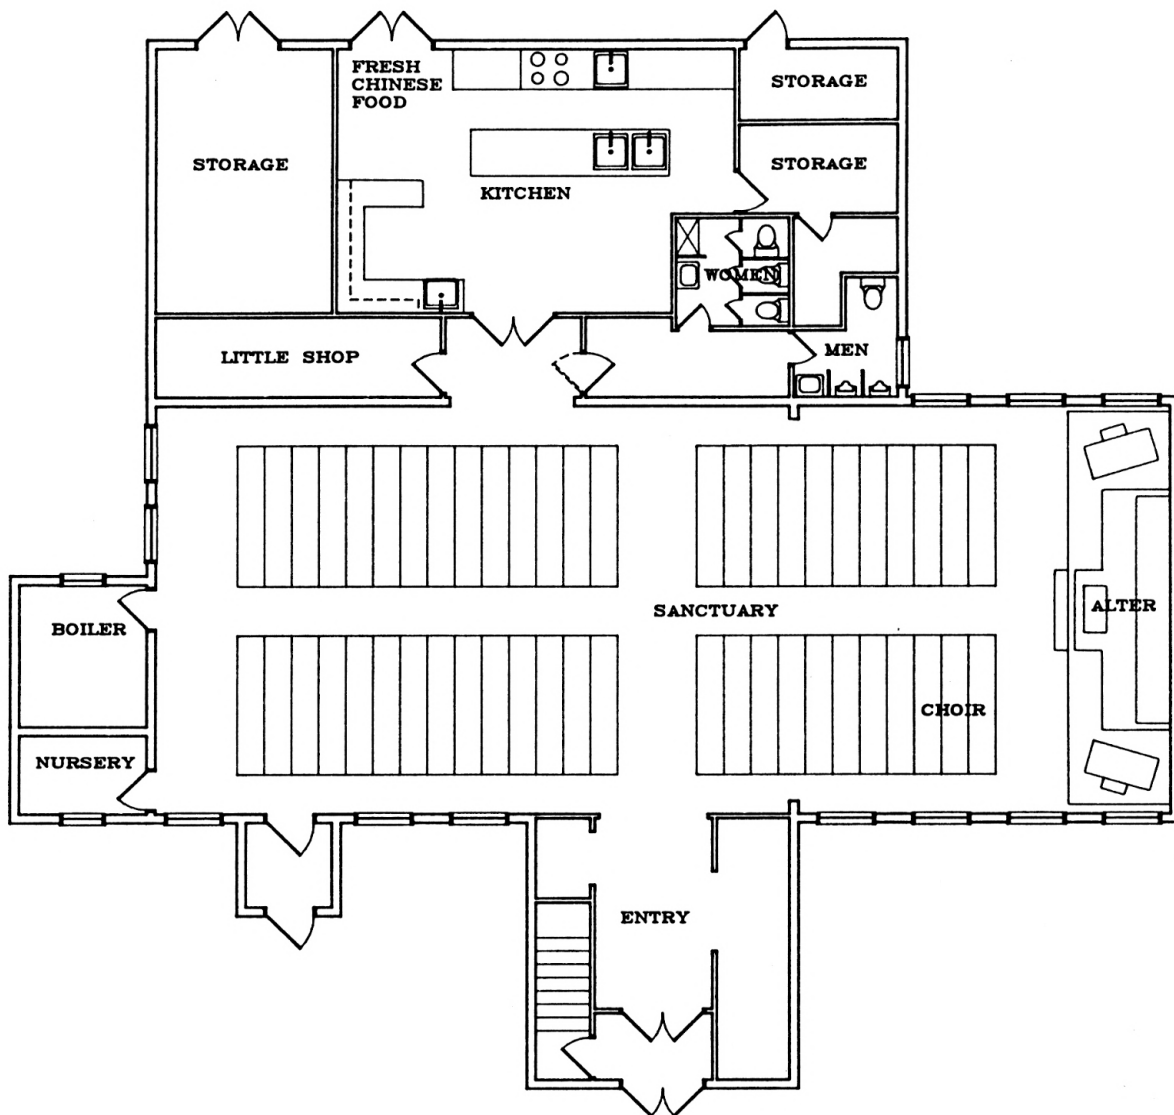 FRESH
CHINESE
FOOD
STORAGE
STORAGE
STORAGE
KITCHEN
WOMEN
LITTLE SHOP
MEN
SANCTUARY
ALTER
BOILER
CHOIR
NURSERY
ENTRY